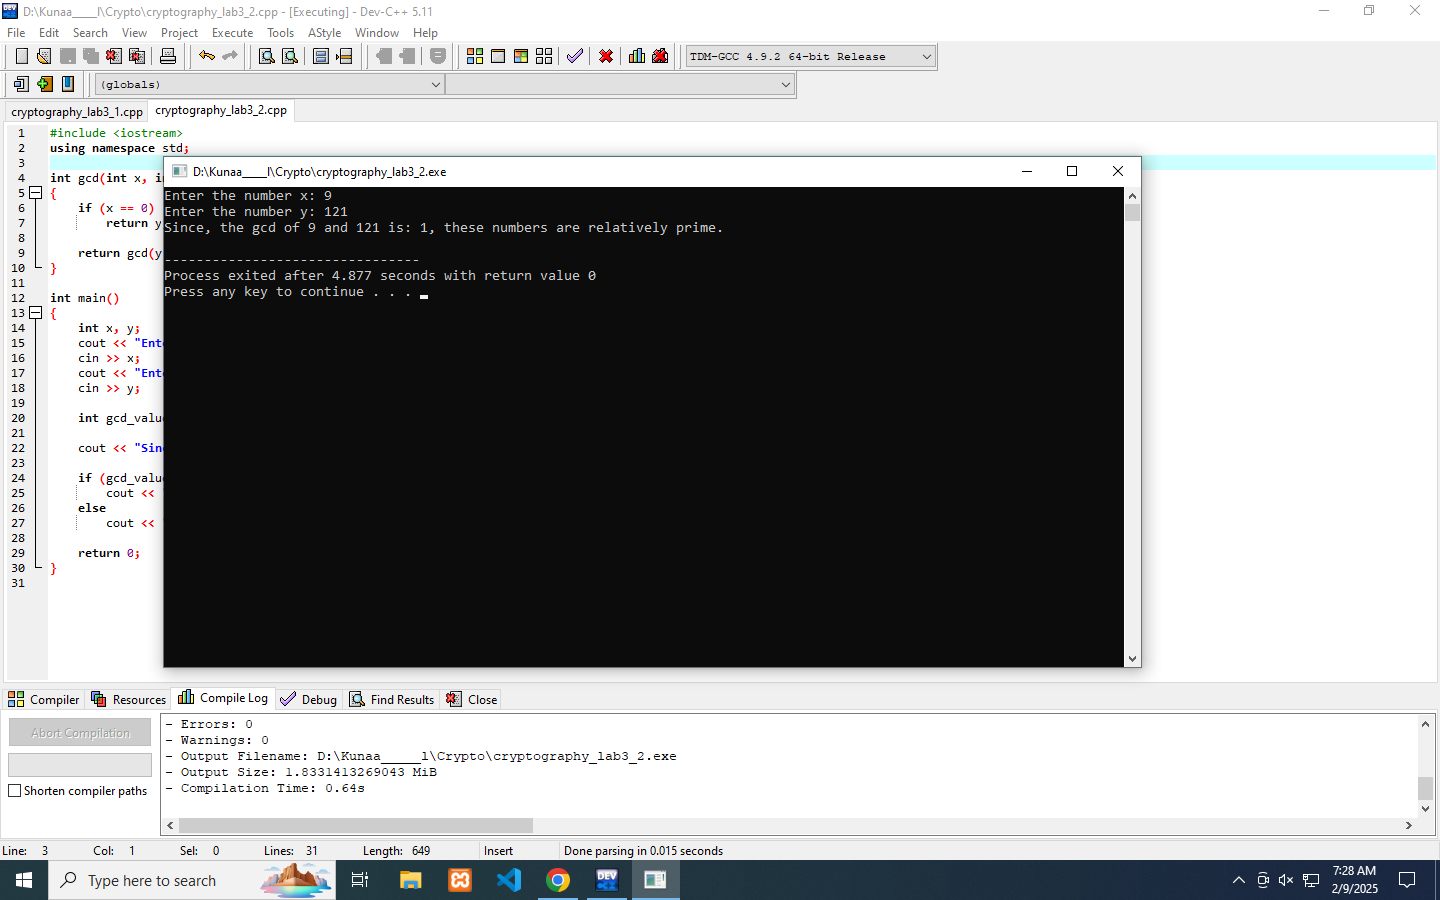 D:\Kunaa____l\Crypto\cryptography_lab3_2.cpp - [Executing] - Dev-C++ 5.11
File Edit Search View Project Execute Tools AStyle Window Help
TDM-GCC 4.9.2 64-bit Release
(globals)
cryptography_lab3_1.cpp cryptography_lab3_2.cpp
1 #include <iostream>
2 using namespace std;
3
4 int gcd(int x, i
5 {
6 if (x == 0)
7 return y
8
9 return gcd(y
10 }
11
12 int main()
13 {
14 int x, y;
15 cout << "Ent
16 cin >> x;
17 cout << "Ent
18 cin >> y;
19
20 int gcd_valu
21
22 cout << "Sin
23
24 if (gcd_valu
25 cout <<
26 else
27 cout <<
28
29 return 0;
30 }
31
D:\Kunaa____l\Crypto\cryptography_lab3_2.exe
Enter the number x: 9
Enter the number y: 121
Since, the gcd of 9 and 121 is: 1, these numbers are relatively prime.
--------------------------------
Process exited after 4.877 seconds with return value 0
Press any key to continue . . .
Compiler Resources Compile Log Debug Find Results Close
Abort Compilation
Shorten compiler paths
- Errors: 0
- Warnings: 0
- Output Filename: D:\Kunaa_____l\Crypto\cryptography_lab3_2.exe
- Output Size: 1.8331413269043 MiB
- Compilation Time: 0.64s
Line: 3 Col: 1 Sel: 0 Lines: 31 Length: 649 Insert Done parsing in 0.015 seconds
Type here to search
DEV
7:28 AM
2/9/2025